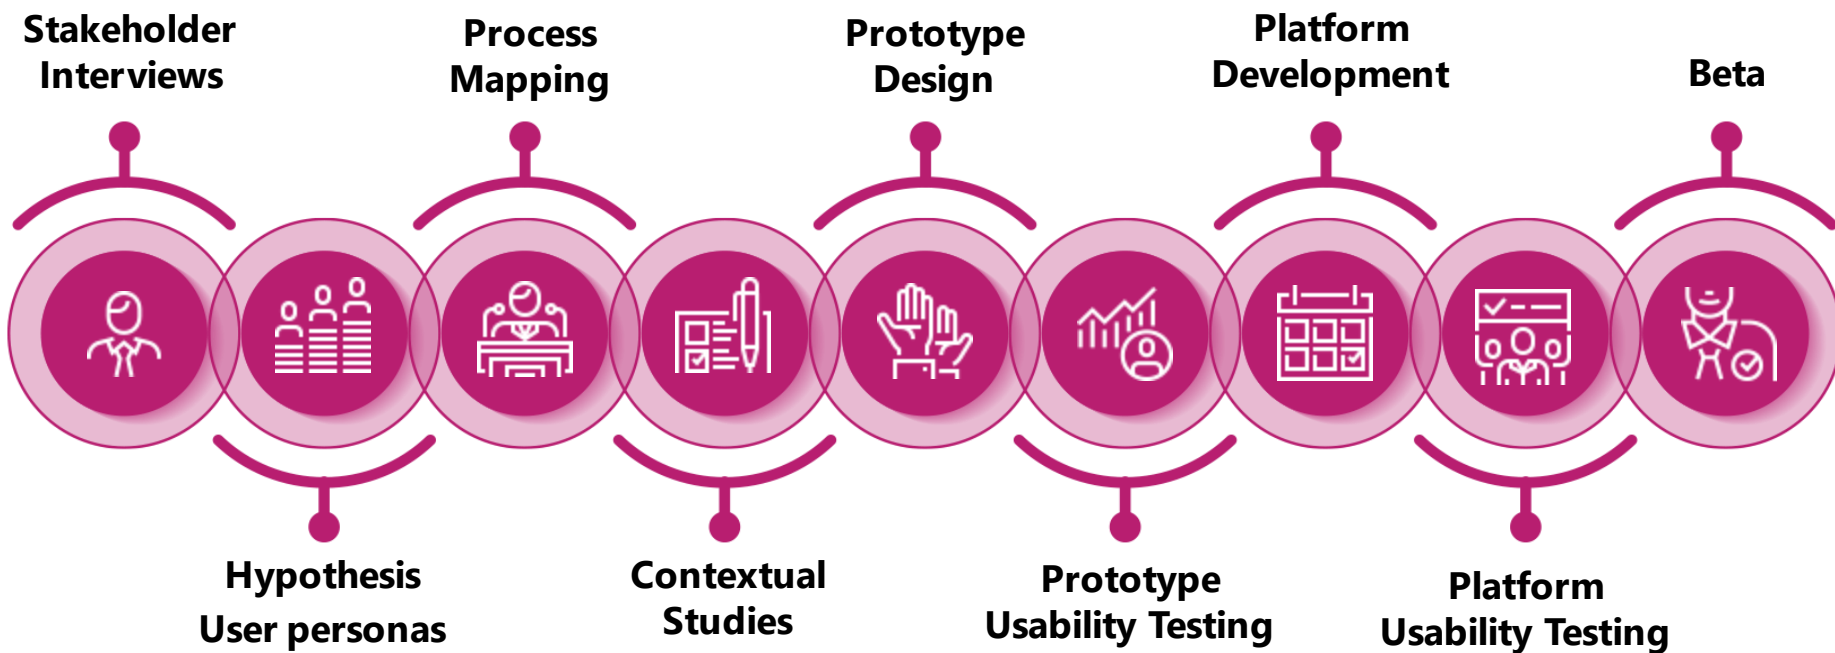 Stakeholder
Interviews
Hypothesis
User personas
Process
Mapping
Contextual
Studies
Prototype
Design
Prototype
Usability Testing
Platform
Development
Platform
Usability Testing
Beta